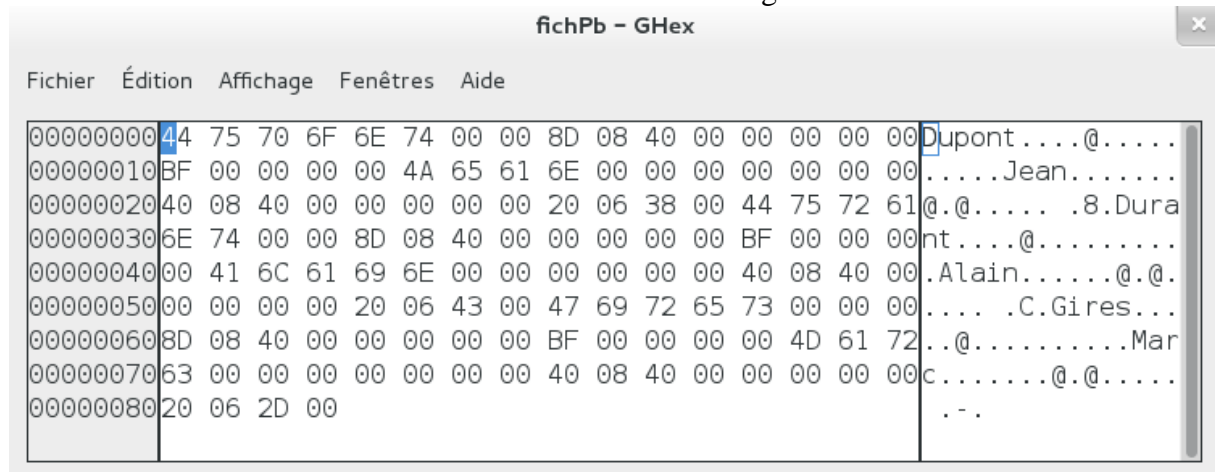 fichPb – GHex
Fichier Édition Affichage Fenêtres Aide
00000000 44 75 70 6F 6E 74 00 00 8D 08 40 00 00 00 00 00 Dupont....@.....
00000010 BF 00 00 00 00 4A 65 61 6E 00 00 00 00 00 00 00 .....Jean.......
00000020 40 08 40 00 00 00 00 00 20 06 38 00 44 75 72 61 @.@..... .8.Dura
00000030 6E 74 00 00 8D 08 40 00 00 00 00 00 BF 00 00 00 nt....@.........
00000040 00 41 6C 61 69 6E 00 00 00 00 00 00 40 08 40 00 .Alain......@.@.
00000050 00 00 00 00 20 06 43 00 47 69 72 65 73 00 00 00 .... .C.Gires...
00000060 8D 08 40 00 00 00 00 00 BF 00 00 00 00 4D 61 72 ..@..........Mar
00000070 63 00 00 00 00 00 00 00 40 08 40 00 00 00 00 00 c.......@.@.....
00000080 20 06 2D 00 .-.